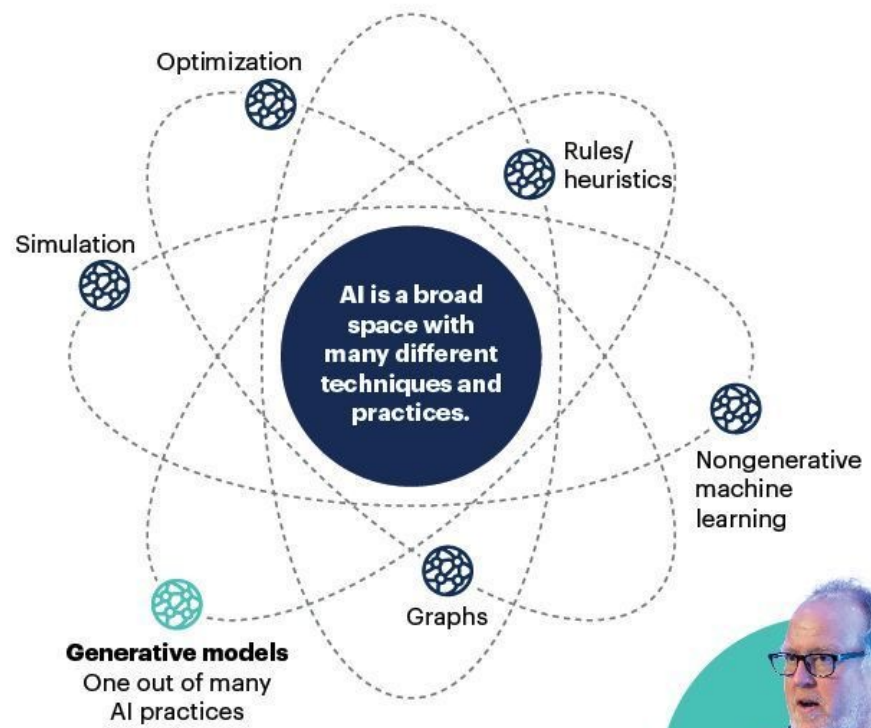 Optimization
Rules/
heuristics
Simulation
AI is a broad
space with
many different
techniques and
practices.
Nongenerative
machine
learning
Graphs
Generative models
One out of many
AI practices